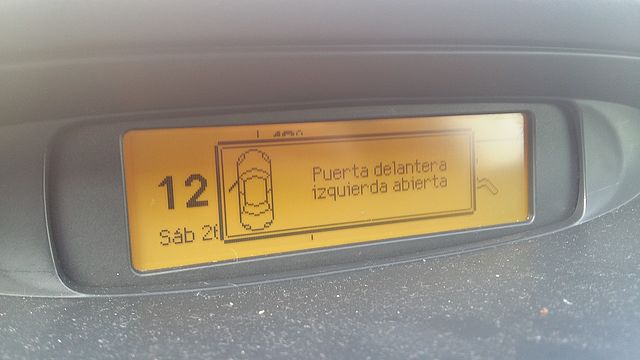 12
Puerta delantera
izquierda abierta
Sáb